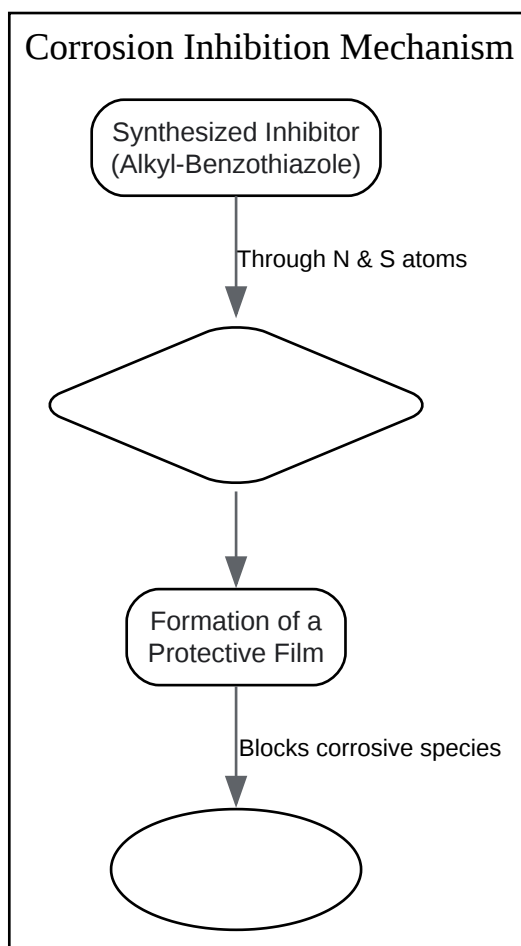 Corrosion Inhibition Mechanism
Synthesized Inhibitor
(Alkyl-Benzothiazole)
Through N & S atoms
Formation of a
Protective Film
Blocks corrosive species